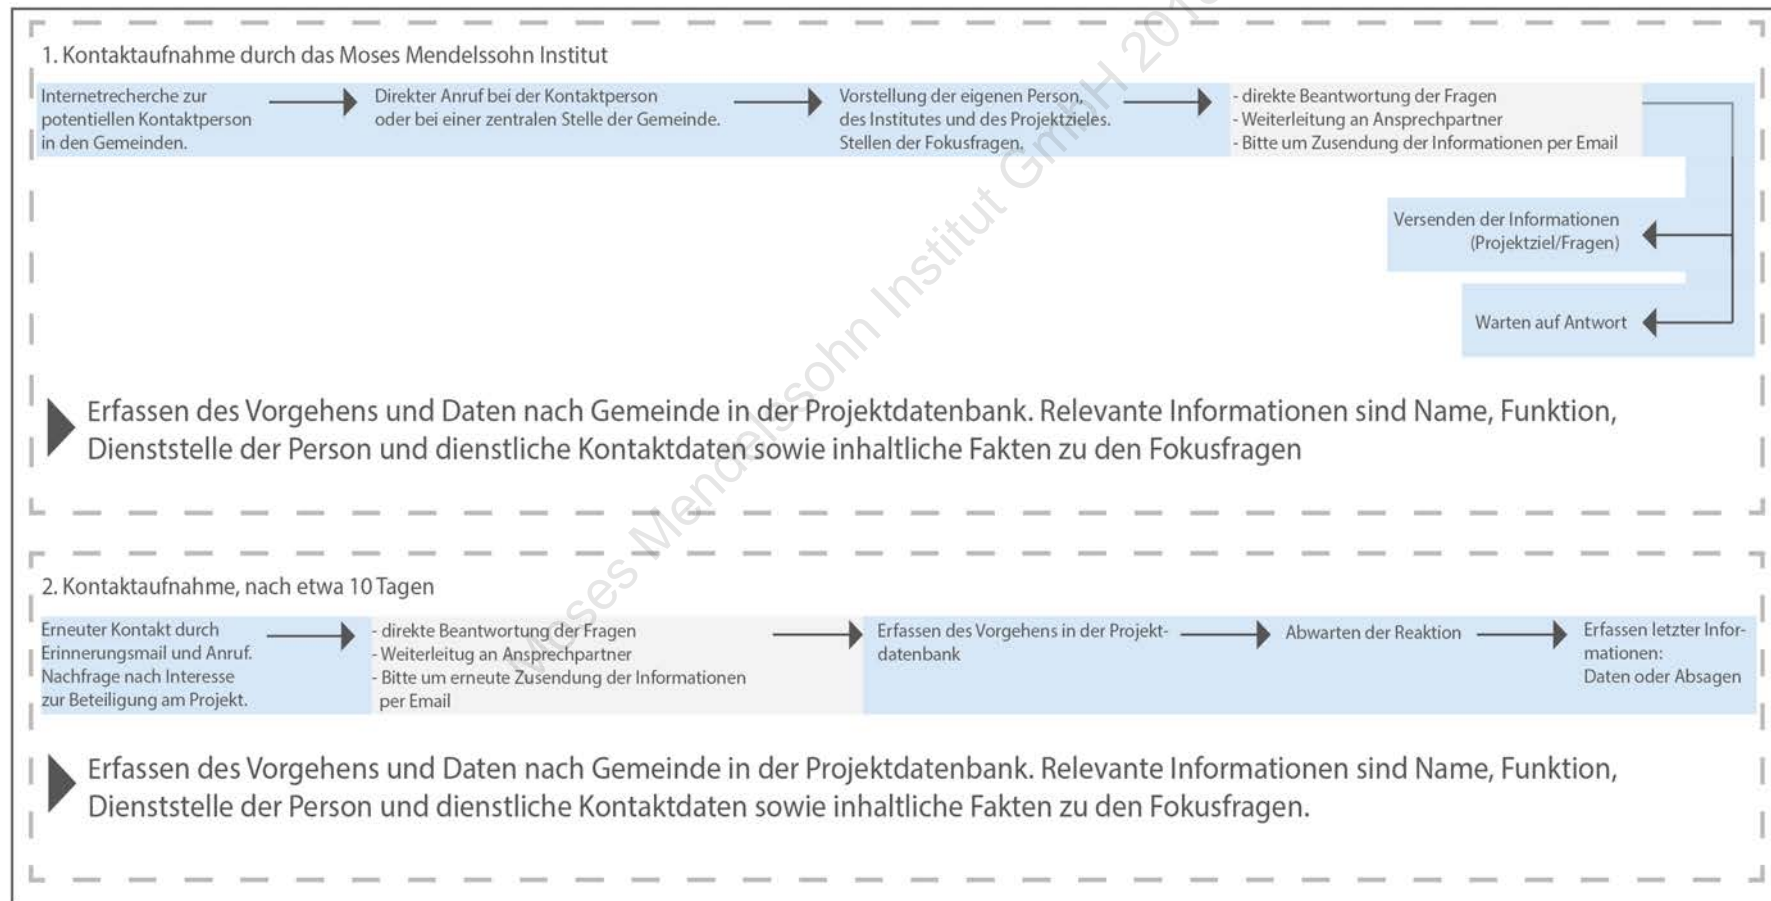 1. Kontaktaufnahme durch das Moses Mendelssohn Institut
Internetrecherche zur
potentiellen Kontaktperson
in den Gemeinden.
Direkter Anruf bei der Kontaktperson
oder bei einer zentralen Stelle der Gemeinde.
Vorstellung der eigenen Person,
des Institutes und des Projektzieles.
Stellen der Fokusfragen.
- direkte Beantwortung der Fragen
- Weiterleitung an Ansprechpartner
- Bitte um Zusendung der Informationen per Email
Versenden der Informationen
(Projektziel/Fragen)
Warten auf Antwort
Erfassen des Vorgehens und Daten nach Gemeinde in der Projektdatenbank. Relevante Informationen sind Name, Funktion,
Dienststelle der Person und dienstliche Kontaktdaten sowie inhaltliche Fakten zu den Fokusfragen
2. Kontaktaufnahme, nach etwa 10 Tagen
Erneuter Kontakt durch
Erinnerungsmail und Anruf.
Nachfrage nach Interesse
zur Beteiligung am Projekt.
- direkte Beantwortung der Fragen
- Weiterleitug an Ansprechpartner
- Bitte um erneute Zusendung der Informationen
per Email
Erfassen des Vorgehens in der Projekt-
datenbank
Abwarten der Reaktion
Erfassen letzter Infor-
mationen:
Daten oder Absagen
Erfassen des Vorgehens und Daten nach Gemeinde in der Projektdatenbank. Relevante Informationen sind Name, Funktion,
Dienststelle der Person und dienstliche Kontaktdaten sowie inhaltliche Fakten zu den Fokusfragen.
Moses Mendelssohn Institut GmbH